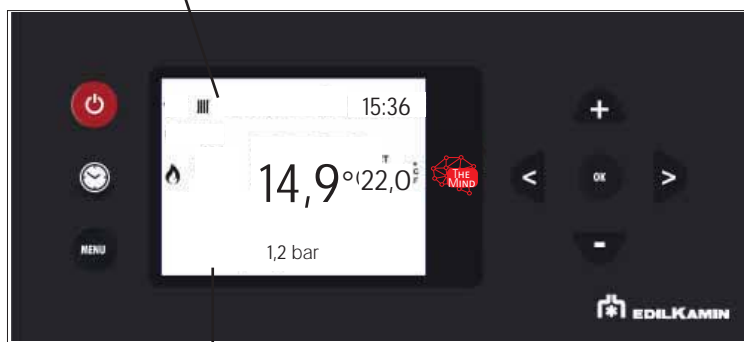 15:36
14,9°( 22,0
THE
MIND
1,2 bar
MENU
+
< OK >
-
EDILKAMIN